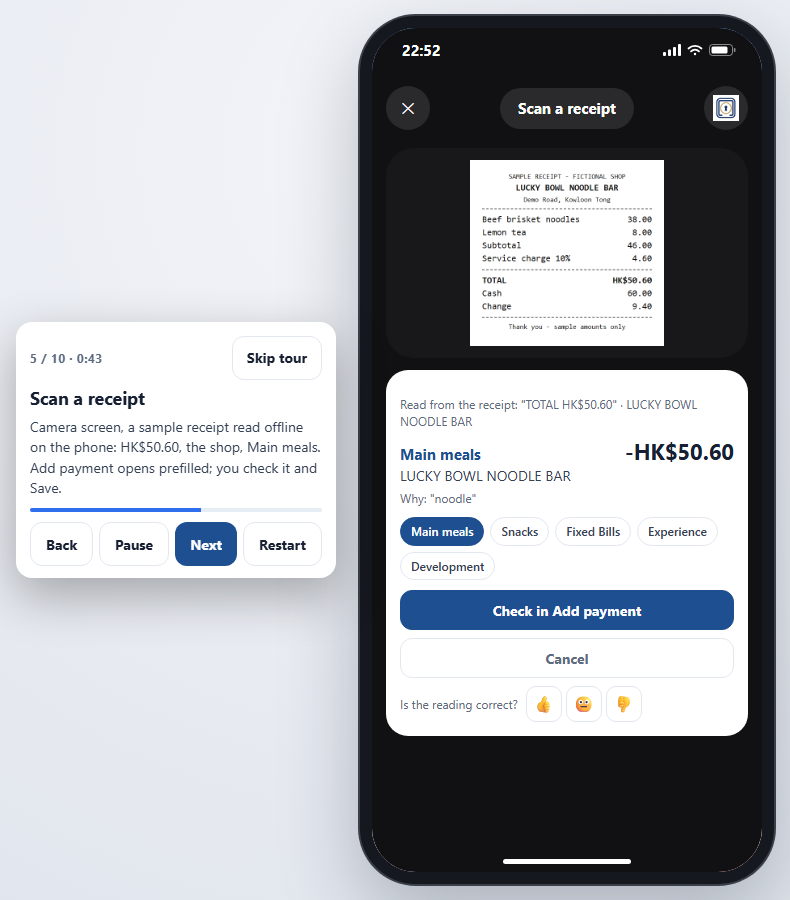 5 / 10 · 0:43
Skip tour
Scan a receipt
Camera screen, a sample receipt read offline
on the phone: HK$50.60, the shop, Main meals.
Add payment opens prefilled; you check it and
Save.
Back
Pause
Next
Restart
22:52
Scan a receipt
SAMPLE RECEIPT - FICTIONAL SHOP
LUCKY BOWL NOODLE BAR
Demo Road, Kowloon Tong
Beef brisket noodles 38.00
Lemon tea 8.00
Subtotal 46.00
Service charge 10% 4.60
TOTAL HK$50.60
Cash 60.00
Change 9.40
Thank you - sample amounts only
Read from the receipt: "TOTAL HK$50.60" · LUCKY BOWL
NOODLE BAR
Main meals -HK$50.60
LUCKY BOWL NOODLE BAR
Why: "noodle"
Main meals
Snacks
Fixed Bills
Experience
Development
Check in Add payment
Cancel
Is the reading correct?